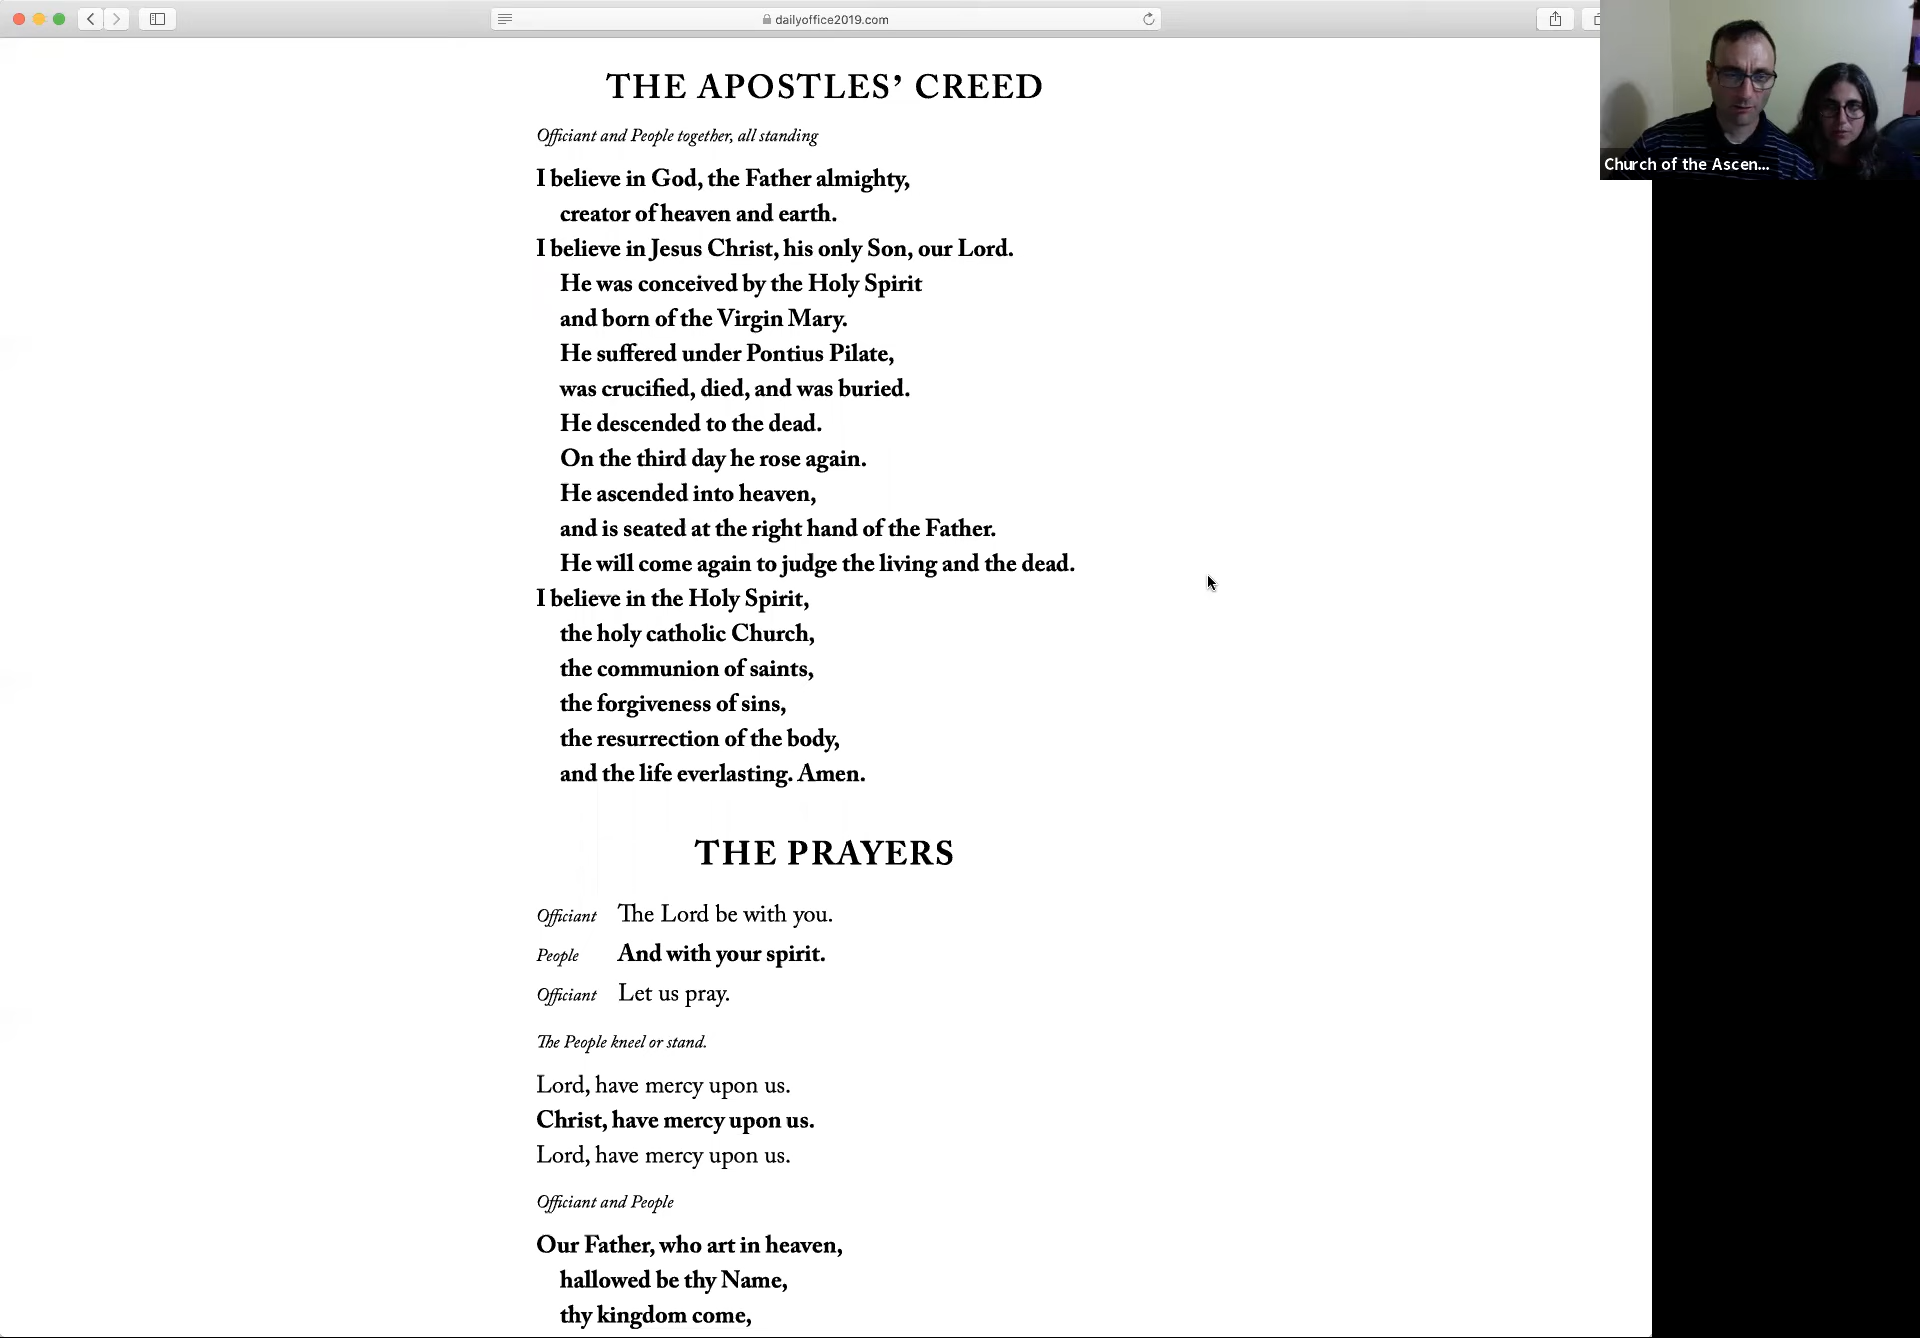 dailyoffice2019.com
THE APOSTLES’ CREED
Officiant and People together, all standing
I believe in God, the Father almighty,
creator of heaven and earth.
I believe in Jesus Christ, his only Son, our Lord.
He was conceived by the Holy Spirit
and born of the Virgin Mary.
He suffered under Pontius Pilate,
was crucified, died, and was buried.
He descended to the dead.
On the third day he rose again.
He ascended into heaven,
and is seated at the right hand of the Father.
He will come again to judge the living and the dead.
I believe in the Holy Spirit,
the holy catholic Church,
the communion of saints,
the forgiveness of sins,
the resurrection of the body,
and the life everlasting. Amen.
THE PRAYERS
Officiant The Lord be with you.
People And with your spirit.
Officiant Let us pray.
The People kneel or stand.
Lord, have mercy upon us.
Christ, have mercy upon us.
Lord, have mercy upon us.
Officiant and People
Our Father, who art in heaven,
hallowed be thy Name,
thy kingdom come,
Church of the Ascen...